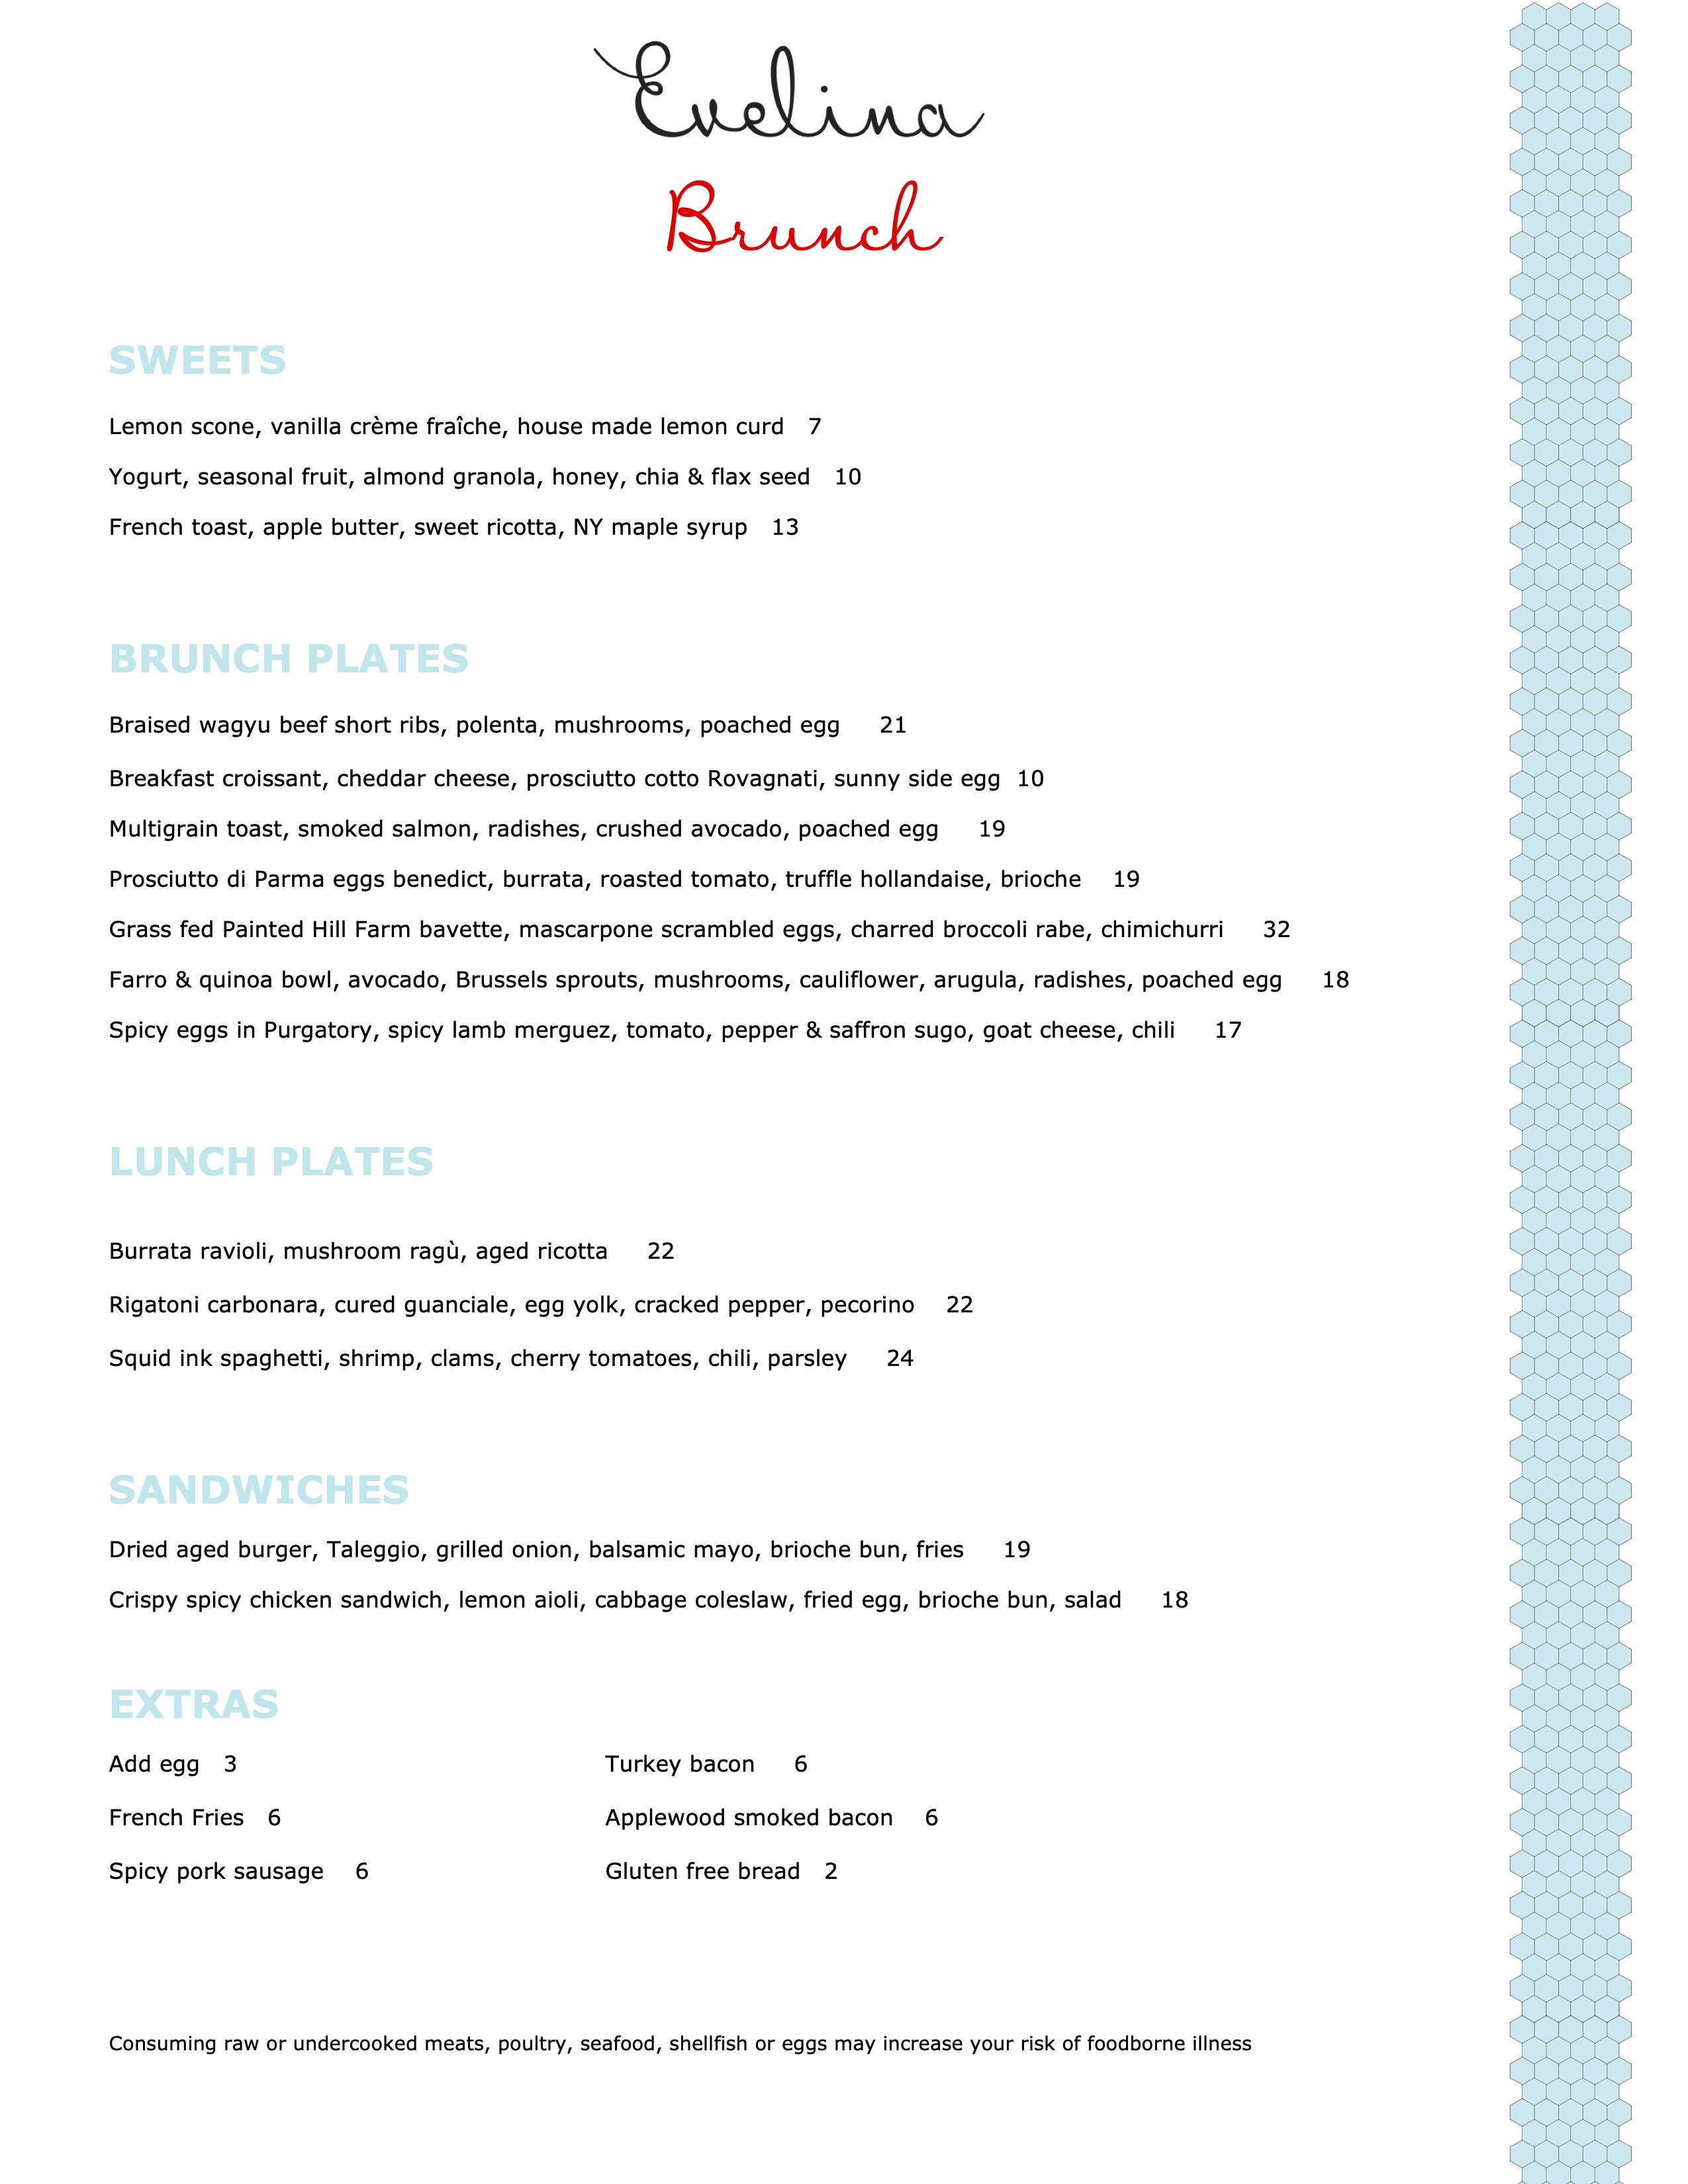 Evelina
Brunch
SWEETS
Lemon scone, vanilla crème fraîche, house made lemon curd 7
Yogurt, seasonal fruit, almond granola, honey, chia & flax seed 10
French toast, apple butter, sweet ricotta, NY maple syrup 13
BRUNCH PLATES
Braised wagyu beef short ribs, polenta, mushrooms, poached egg 21
Breakfast croissant, cheddar cheese, prosciutto cotto Rovagnati, sunny side egg 10
Multigrain toast, smoked salmon, radishes, crushed avocado, poached egg 19
Prosciutto di Parma eggs benedict, burrata, roasted tomato, truffle hollandaise, brioche 19
Grass fed Painted Hill Farm bavette, mascarpone scrambled eggs, charred broccoli rabe, chimichurri 32
Farro & quinoa bowl, avocado, Brussels sprouts, mushrooms, cauliflower, arugula, radishes, poached egg 18
Spicy eggs in Purgatory, spicy lamb merguez, tomato, pepper & saffron sugo, goat cheese, chili 17
LUNCH PLATES
Burrata ravioli, mushroom ragù, aged ricotta 22
Rigatoni carbonara, cured guanciale, egg yolk, cracked pepper, pecorino 22
Squid ink spaghetti, shrimp, clams, cherry tomatoes, chili, parsley 24
SANDWICHES
Dried aged burger, Taleggio, grilled onion, balsamic mayo, brioche bun, fries 19
Crispy spicy chicken sandwich, lemon aioli, cabbage coleslaw, fried egg, brioche bun, salad 18
EXTRAS
Add egg 3
French Fries 6
Spicy pork sausage 6
Turkey bacon 6
Applewood smoked bacon 6
Gluten free bread 2
Consuming raw or undercooked meats, poultry, seafood, shellfish or eggs may increase your risk of foodborne illness